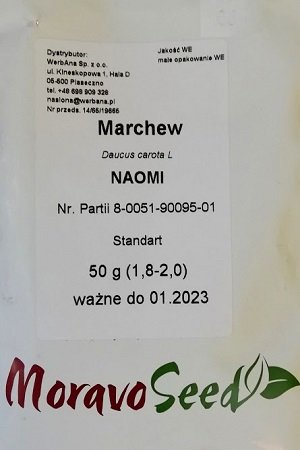 Dystrybutor:
WerbAna Sp. z o.o.
ul. Kineskopowa 1, Hala D
05-500 Piaseczno
tel. +48 698 909 328
nasiona@werbana.pl
Nr przeds. 14/65/19665
Jakość WE
małe opakowanie WE
Marchew
Daucus carota L
NAOMI
Nr. Partii 8-0051-90095-01
Standart
50 g (1,8-2,0)
ważne do 01.2023
MoravoSeed